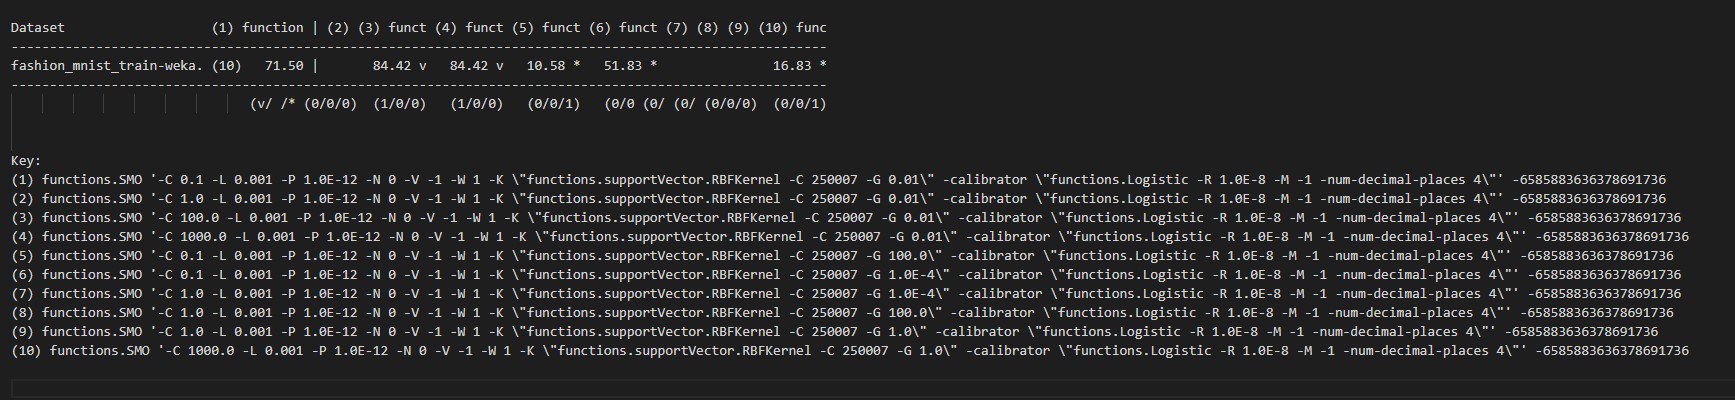 Dataset                   (1) function | (2) (3) funct (4) funct (5) funct (6) funct (7) (8) (9) (10) func
----------------------------------------------------------------------------------------------------------
fashion_mnist_train-weka. (10)   71.50 |       84.42 v   84.42 v   10.58 *   51.83 *               16.83 *
----------------------------------------------------------------------------------------------------------
                               (v/ /* (0/0/0)  (1/0/0)   (1/0/0)   (0/0/1)   (0/0 (0/ (0/ (0/0/0)  (0/0/1)
Key:
(1) functions.SMO '-C 0.1 -L 0.001 -P 1.0E-12 -N 0 -V -1 -W 1 -K \"functions.supportVector.RBFKernel -C 250007 -G 0.01\" -calibrator \"functions.Logistic -R 1.0E-8 -M -1 -num-decimal-places 4\"' -6585883636378691736
(2) functions.SMO '-C 1.0 -L 0.001 -P 1.0E-12 -N 0 -V -1 -W 1 -K \"functions.supportVector.RBFKernel -C 250007 -G 0.01\" -calibrator \"functions.Logistic -R 1.0E-8 -M -1 -num-decimal-places 4\"' -6585883636378691736
(3) functions.SMO '-C 100.0 -L 0.001 -P 1.0E-12 -N 0 -V -1 -W 1 -K \"functions.supportVector.RBFKernel -C 250007 -G 0.01\" -calibrator \"functions.Logistic -R 1.0E-8 -M -1 -num-decimal-places 4\"' -6585883636378691736
(4) functions.SMO '-C 1000.0 -L 0.001 -P 1.0E-12 -N 0 -V -1 -W 1 -K \"functions.supportVector.RBFKernel -C 250007 -G 0.01\" -calibrator \"functions.Logistic -R 1.0E-8 -M -1 -num-decimal-places 4\"' -6585883636378691736
(5) functions.SMO '-C 0.1 -L 0.001 -P 1.0E-12 -N 0 -V -1 -W 1 -K \"functions.supportVector.RBFKernel -C 250007 -G 100.0\" -calibrator \"functions.Logistic -R 1.0E-8 -M -1 -num-decimal-places 4\"' -6585883636378691736
(6) functions.SMO '-C 0.1 -L 0.001 -P 1.0E-12 -N 0 -V -1 -W 1 -K \"functions.supportVector.RBFKernel -C 250007 -G 1.0E-4\" -calibrator \"functions.Logistic -R 1.0E-8 -M -1 -num-decimal-places 4\"' -6585883636378691736
(7) functions.SMO '-C 1.0 -L 0.001 -P 1.0E-12 -N 0 -V -1 -W 1 -K \"functions.supportVector.RBFKernel -C 250007 -G 1.0E-4\" -calibrator \"functions.Logistic -R 1.0E-8 -M -1 -num-decimal-places 4\"' -6585883636378691736
(8) functions.SMO '-C 1.0 -L 0.001 -P 1.0E-12 -N 0 -V -1 -W 1 -K \"functions.supportVector.RBFKernel -C 250007 -G 100.0\" -calibrator \"functions.Logistic -R 1.0E-8 -M -1 -num-decimal-places 4\"' -6585883636378691736
(9) functions.SMO '-C 1.0 -L 0.001 -P 1.0E-12 -N 0 -V -1 -W 1 -K \"functions.supportVector.RBFKernel -C 250007 -G 1.0\" -calibrator \"functions.Logistic -R 1.0E-8 -M -1 -num-decimal-places 4\"' -6585883636378691736
(10) functions.SMO '-C 1000.0 -L 0.001 -P 1.0E-12 -N 0 -V -1 -W 1 -K \"functions.supportVector.RBFKernel -C 250007 -G 1.0\" -calibrator \"functions.Logistic -R 1.0E-8 -M -1 -num-decimal-places 4\"' -6585883636378691736